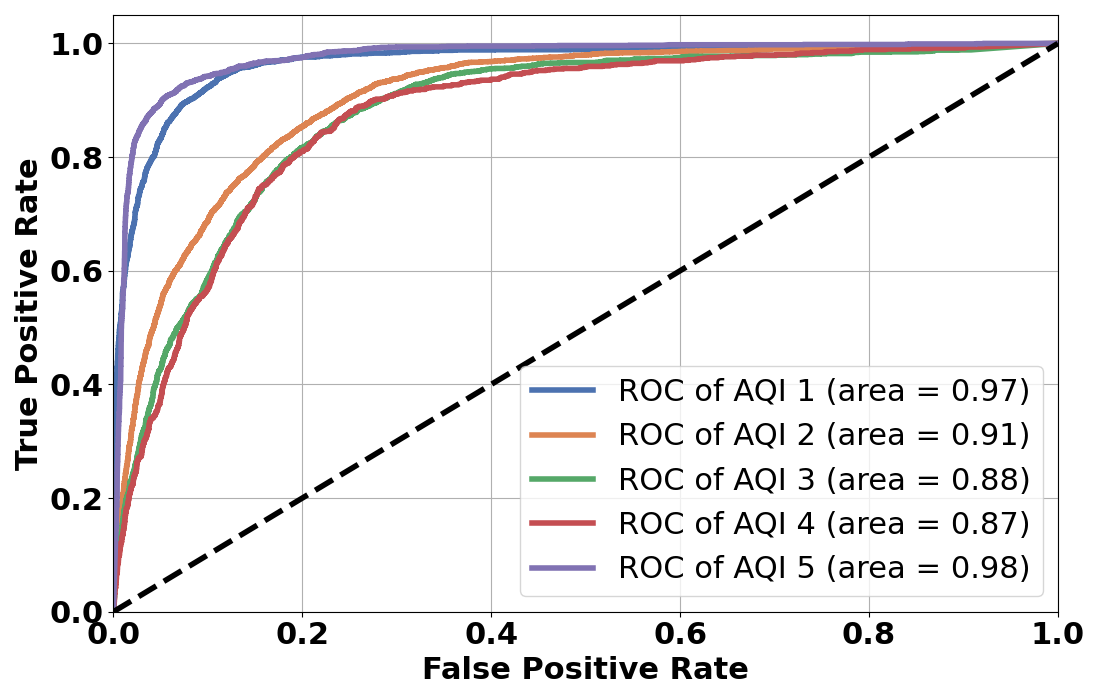 1.0
0.8
0.6
0.4
0.2
0.0
True Positive Rate
ROC of AQI 1 (area = 0.97)
ROC of AQI 2 (area = 0.91)
ROC of AQI 3 (area = 0.88)
ROC of AQI 4 (area = 0.87)
ROC of AQI 5 (area = 0.98)
0.0 0.2 0.4 0.6 0.8 1.0
False Positive Rate